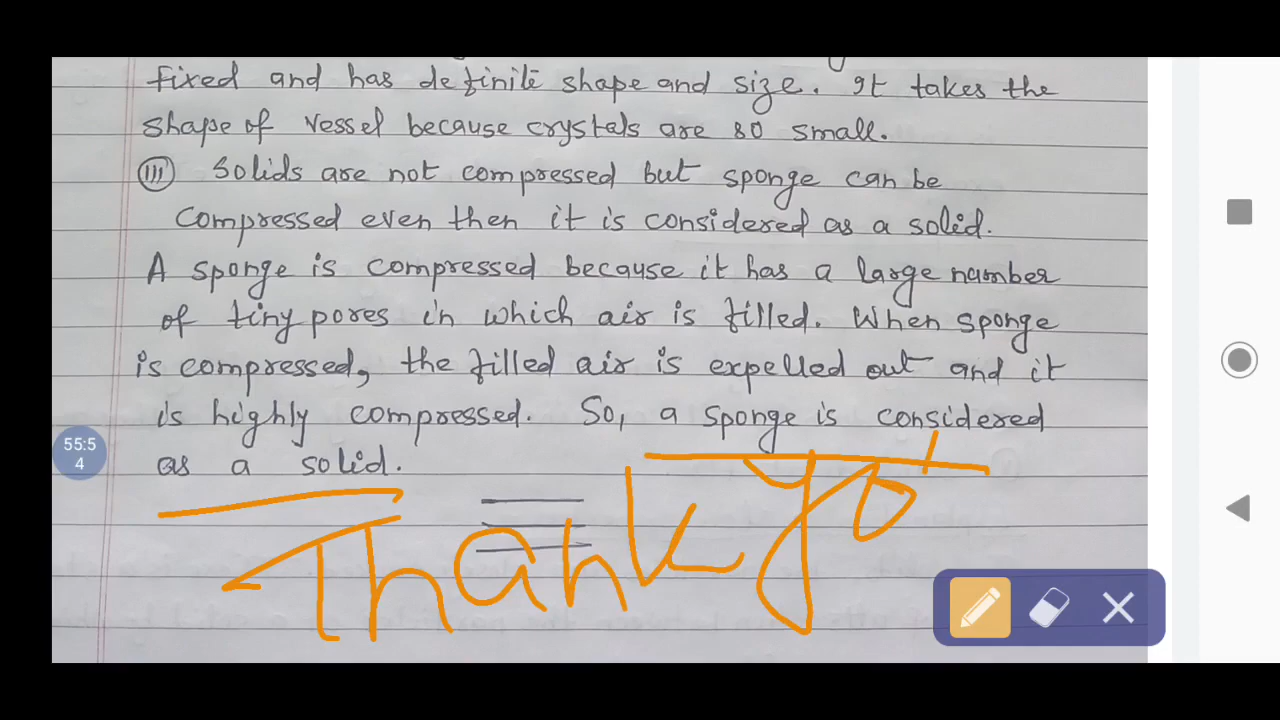 fixed and has definite shape and size. It takes the
shape of vessel because crystals are so small.
(III) Solids are not compressed but sponge can be
compressed even then it is considered as a solid.
A sponge is compressed because it has a large number
of tiny pores in which air is filled. When sponge
is compressed, the filled air is expelled out and it
is highly compressed. So, a sponge is considered
as a solid.
55:5
4
Thank yo